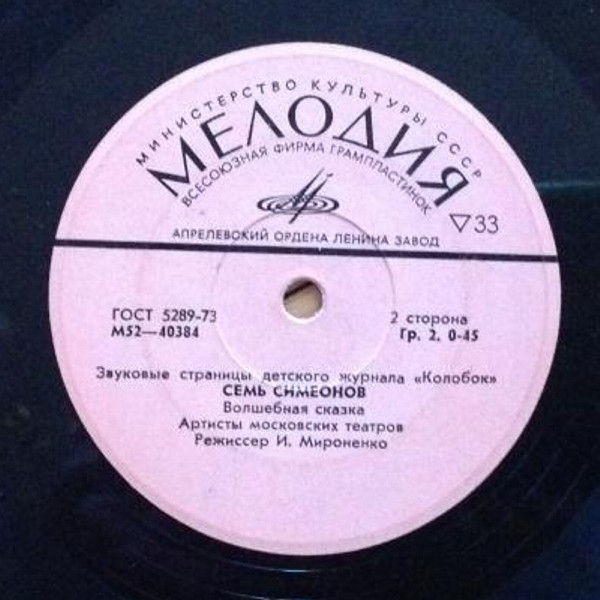 МИНИСТЕРСТВО КУЛЬТУРЫ СССР
МЕЛОДИЯ
ВСЕСОЮЗНАЯ ФИРМА ГРАМПЛАСТИНОК
▽33
АПРЕЛЕВСКИЙ ОРДЕНА ЛЕНИНА ЗАВОД
ГОСТ 5289-73
М52—40384
2 сторона
Гр. 2. 0-45
Звуковые страницы детского журнала «Колобок»
СЕМЬ СИМЕОНОВ
Волшебная сказка
Артисты московских театров
Режиссер И. Мироненко